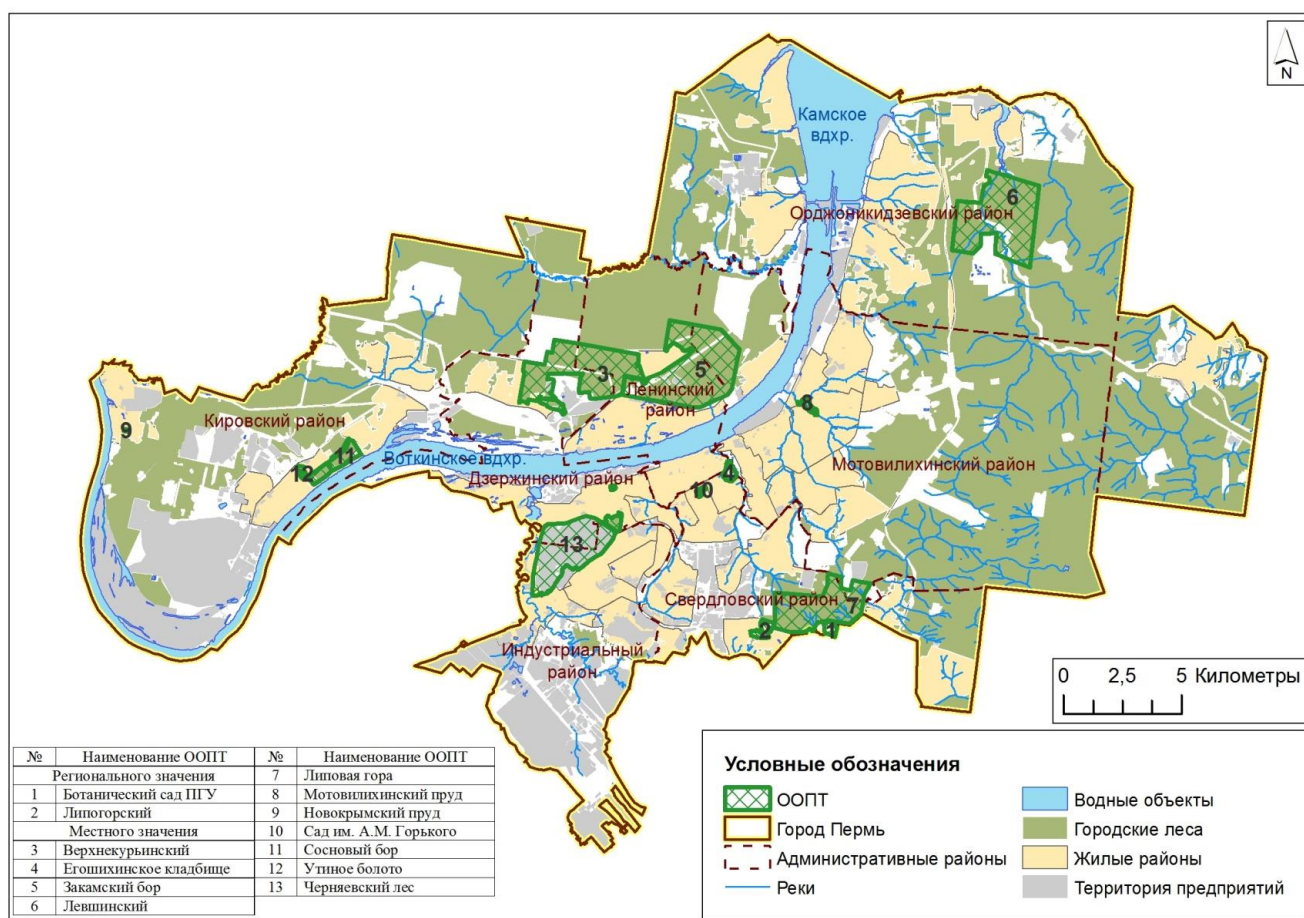 N
Камское
вдхр.
Орджоникидзевский район
6
5
3
Ленинский
район
8
9
Кировский район
11
12
Воткинское вдхр.
Дзержинский район
Мотовилихинский район
4
10
13
Свердловский район
7
2
1
Индустриальный
район
0 2,5 5 Километры
№ Наименование ООПТ № Наименование ООПТ
Регионального значения 7 Липовая гора
1 Ботанический сад ПГУ 8 Мотовилихинский пруд
2 Липогорский 9 Новокрымский пруд
Местного значения 10 Сад им. А.М. Горького
3 Верхнекурьинский 11 Сосновый бор
4 Егошихинское кладбище 12 Утиное болото
5 Закамский бор 13 Черняевский лес
6 Левшинский
Условные обозначения
ООПТ Водные объекты
Город Пермь Городские леса
Административные районы Жилые районы
Реки Территория предприятий